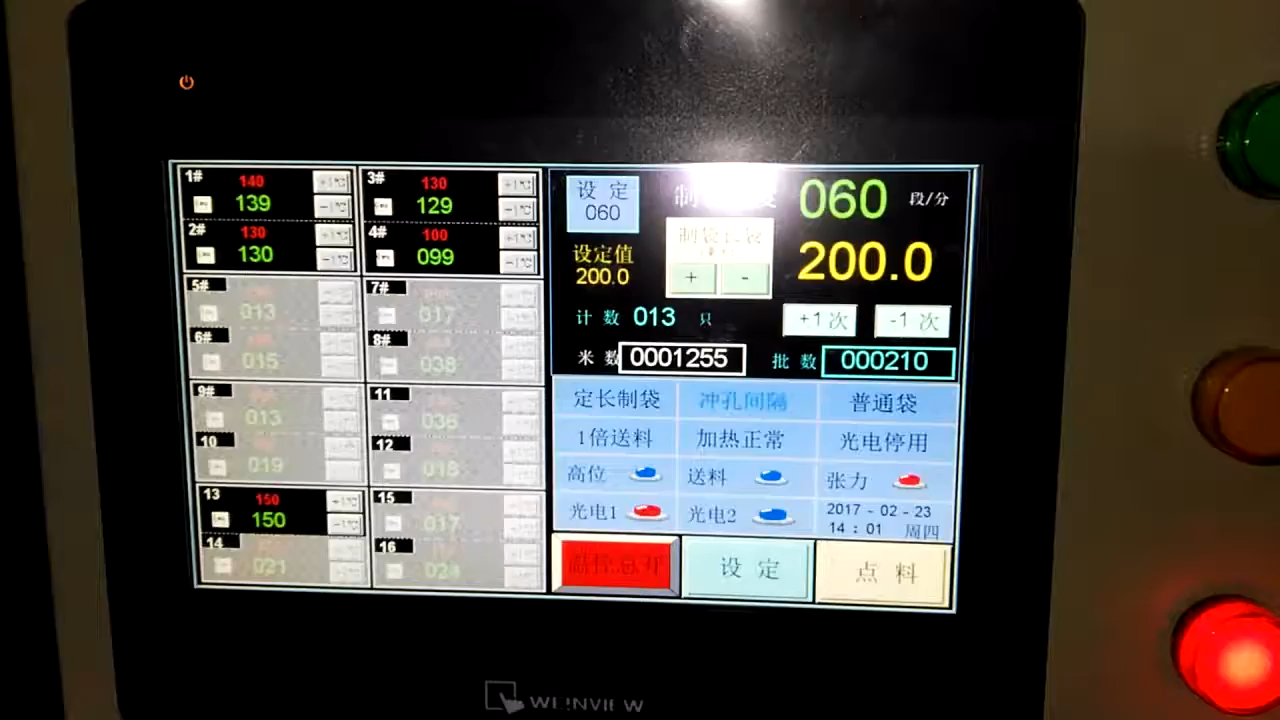 1# 140 +1℃
139 -1℃
2# 130 +1℃
130 -1℃
3# 130 +1℃
129 -1℃
4# 100 +1℃
099 -1℃
5#
013
6#
015
7#
017
8#
038
9#
013
10
019
11
036
12
018
13 150 +1℃
150 -1℃
14
021
15
017
16
024
设 定
060
制
060 段/分
设定值
200.0
+ -
200.0
计 数 013 只
+1 次 -1 次
米 数 0001255 批 数 000210
定长制袋 冲孔间隔 普通袋
1倍送料 加热正常 光电停用
高位 送料 张力
光电1 光电2 2017 - 02 - 23
14 : 01 周四
设 定 点 料
WEINVIEW